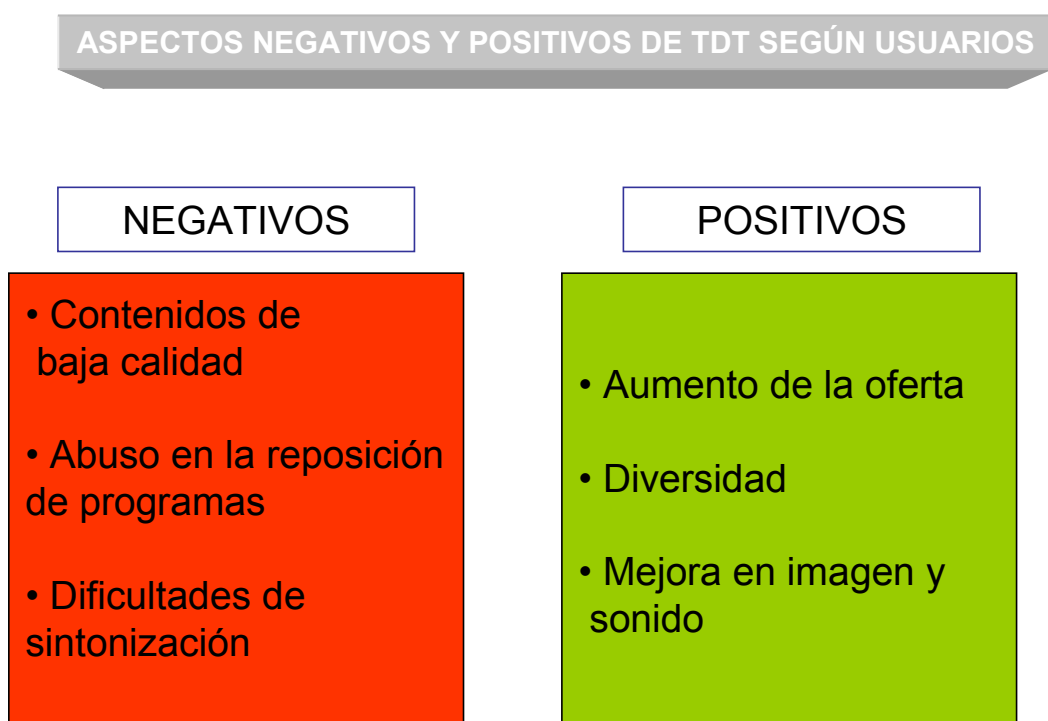 ASPECTOS NEGATIVOS Y POSITIVOS DE TDT SEGÚN USUARIOS
NEGATIVOS
• Contenidos de
baja calidad
• Abuso en la reposición
de programas
• Dificultades de
sintonización
POSITIVOS
• Aumento de la oferta
• Diversidad
• Mejora en imagen y
sonido